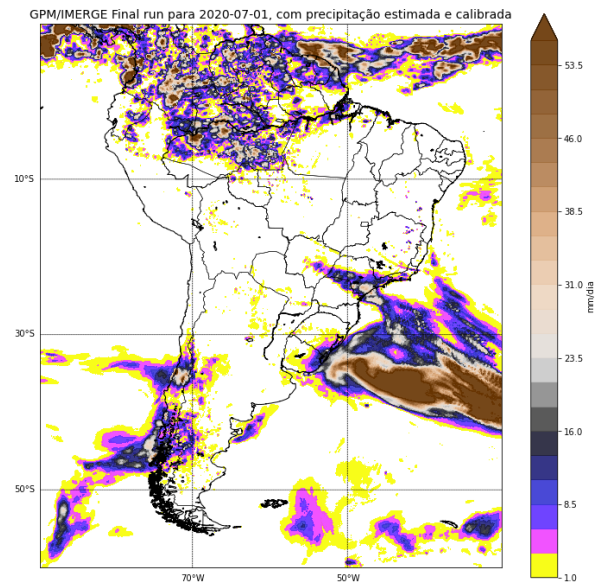 GPM/IMERGE Final run para 2020-07-01, com precipitação estimada e calibrada
53.5
46.0
38.5
31.0
23.5
16.0
8.5
1.0
mm/dia
10°S
30°S
50°S
70°W
50°W